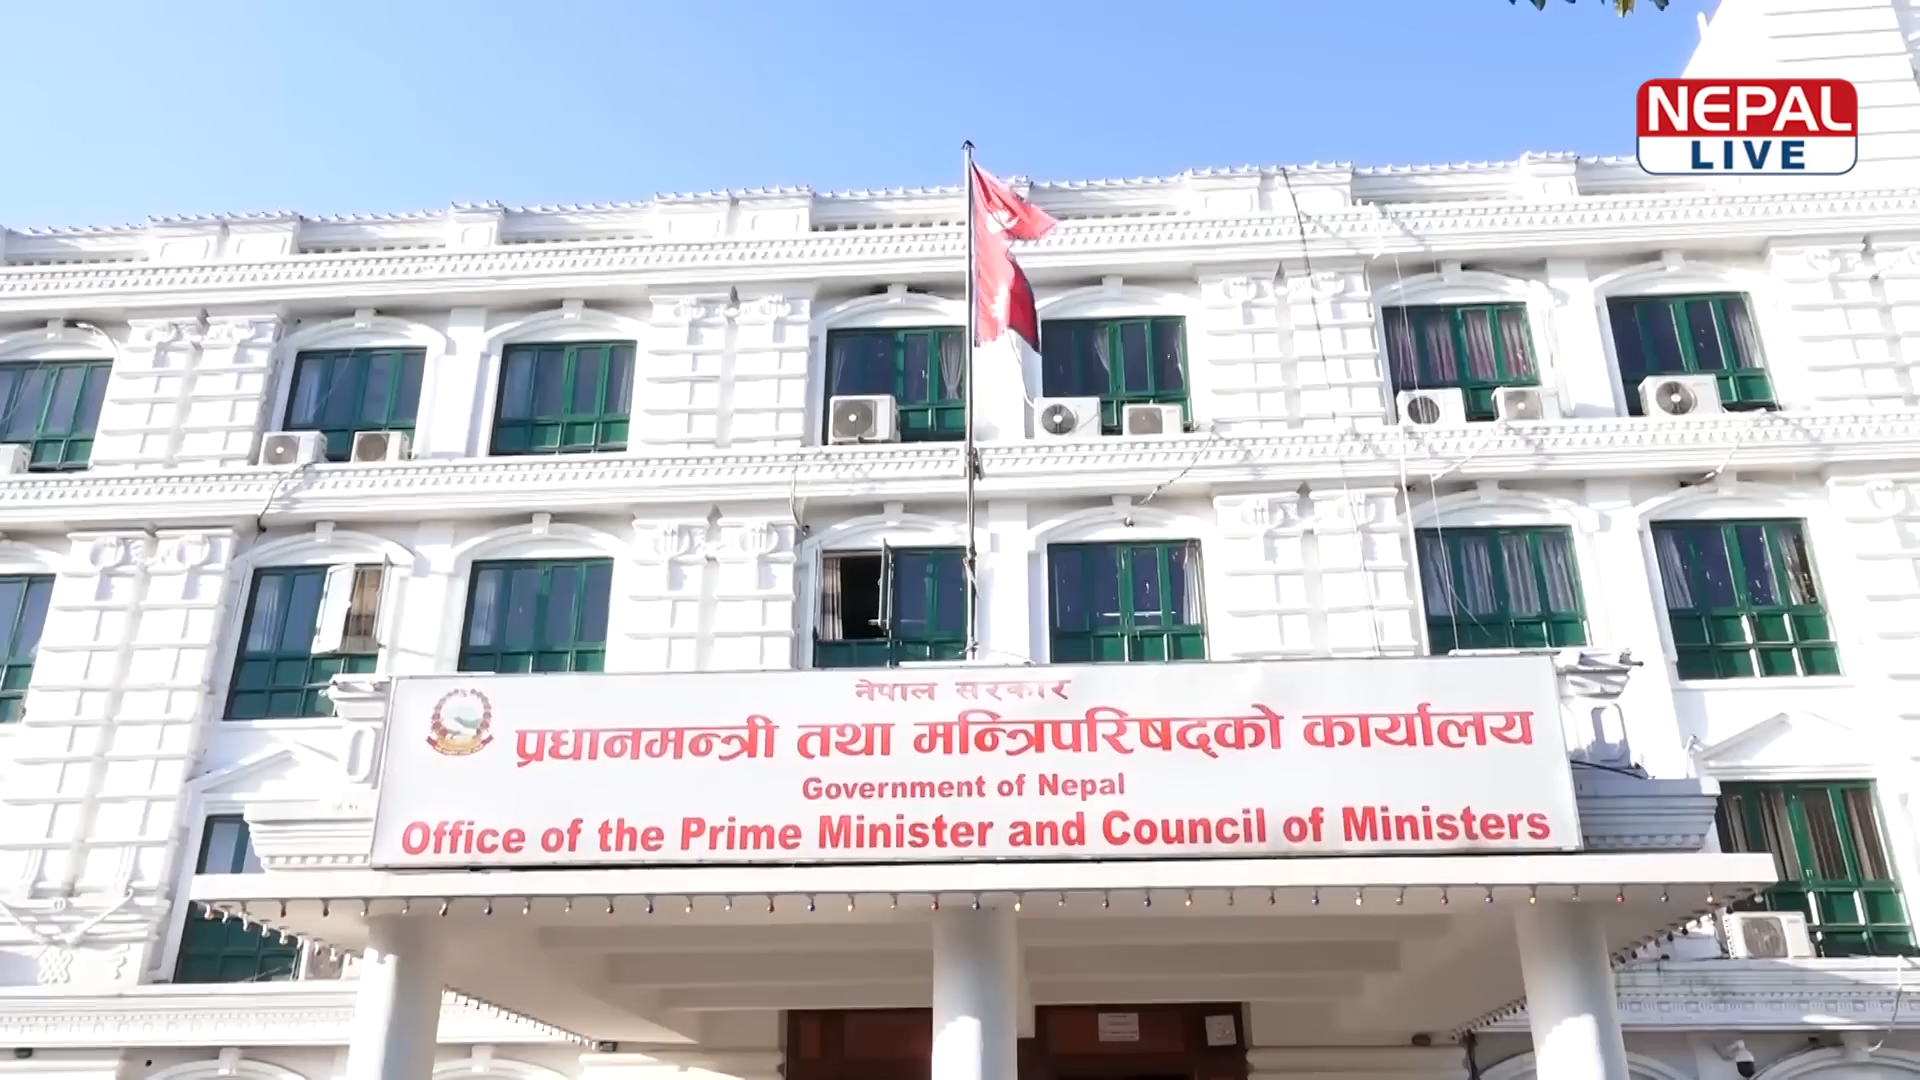 NEPAL
LIVE
नेपाल सरकार
प्रधानमन्त्री तथा मन्त्रिपरिषद्को कार्यालय
Government of Nepal
Office of the Prime Minister and Council of Ministers